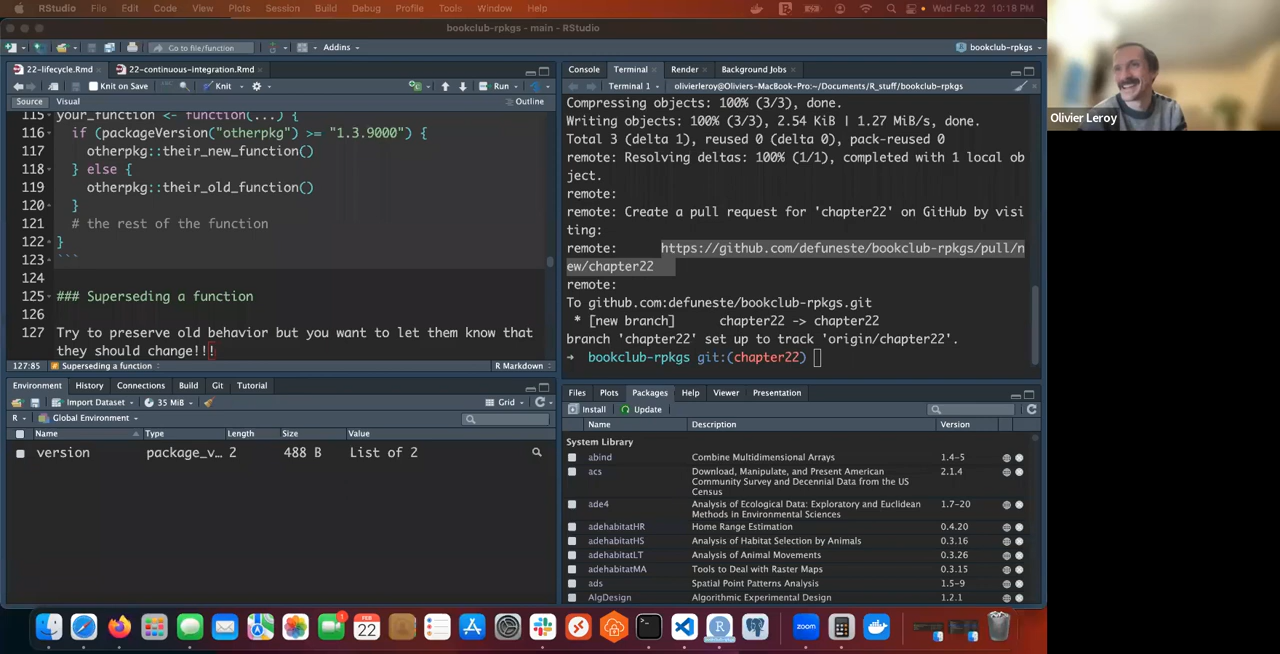 RStudio File Edit Code View Plots Session Build Debug Profile Tools Window Help
Wed Feb 22 10:18 PM
bookclub-rpkgs - main - RStudio
Go to file/function Addins
bookclub-rpkgs
22-lifecycle.Rmd 22-continuous-integration.Rmd
Knit on Save Knit Run
Source Visual Outline
115 your_function <- function(...) {
116 if (packageVersion("otherpkg") >= "1.3.9000") {
117 otherpkg::their_new_function()
118 } else {
119 otherpkg::their_old_function()
120 }
121 # the rest of the function
122 }
123 ```
124
125 ### Superseding a function
126
127 Try to preserve old behavior but you want to let them know that
they should change!!!
127:85 Superseding a function R Markdown
Console Terminal Render Background Jobs
Terminal 1 olivierleroy@Oliviers-MacBook-Pro:~/Documents/R_stuff/bookclub-rpkgs
Compressing objects: 100% (3/3), done.
Writing objects: 100% (3/3), 2.54 KiB | 1.27 MiB/s, done.
Total 3 (delta 1), reused 0 (delta 0), pack-reused 0
remote: Resolving deltas: 100% (1/1), completed with 1 local ob
ject.
remote:
remote: Create a pull request for 'chapter22' on GitHub by visi
ting:
remote: https://github.com/defuneste/bookclub-rpkgs/pull/n
ew/chapter22
remote:
To github.com:defuneste/bookclub-rpkgs.git
* [new branch] chapter22 -> chapter22
branch 'chapter22' set up to track 'origin/chapter22'.
→ bookclub-rpkgs git:(chapter22)
Environment History Connections Build Git Tutorial
Import Dataset 35 MiB Grid
R Global Environment
Name Type Length Size Value
version package_v… 2 488 B List of 2
Files Plots Packages Help Viewer Presentation
Install Update
Name Description Version
System Library
abind Combine Multidimensional Arrays 1.4-5
acs Download, Manipulate, and Present American 2.1.4
Community Survey and Decennial Data from the US
Census
ade4 Analysis of Ecological Data: Exploratory and Euclidean 1.7-20
Methods in Environmental Sciences
adehabitatHR Home Range Estimation 0.4.20
adehabitatHS Analysis of Habitat Selection by Animals 0.3.16
adehabitatLT Analysis of Animal Movements 0.3.26
adehabitatMA Tools to Deal with Raster Maps 0.3.15
ads Spatial Point Patterns Analysis 1.5-9
AlgDesign Algorithmic Experimental Design 1.2.1
FEB
22
1
zoom
Olivier Leroy